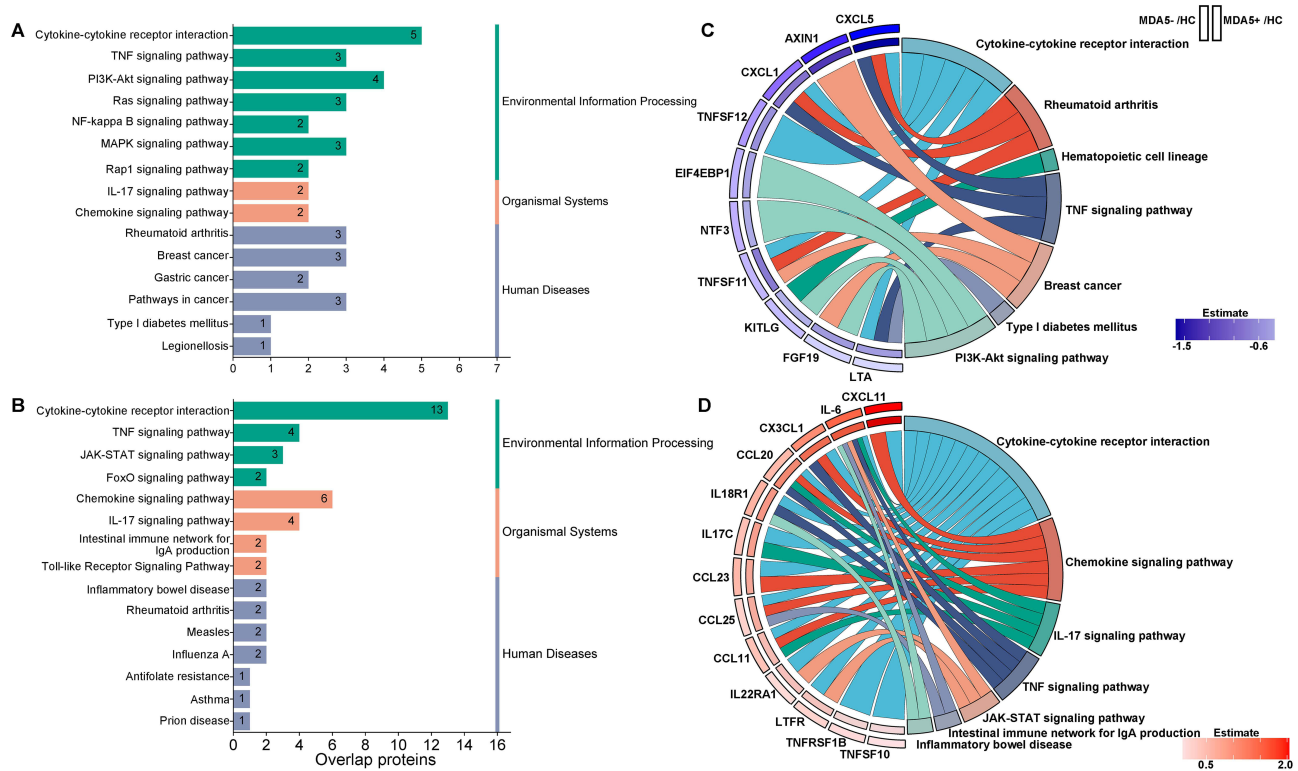 A
Cytokine-cytokine receptor interaction
5
TNF signaling pathway
3
PI3K-Akt signaling pathway
4
Ras signaling pathway
3
NF-kappa B signaling pathway
2
MAPK signaling pathway
3
Rap1 signaling pathway
2
IL-17 signaling pathway
2
Chemokine signaling pathway
2
Rheumatoid arthritis
3
Breast cancer
3
Gastric cancer
2
Pathways in cancer
3
Type I diabetes mellitus
1
Legionellosis
1
0 1 2 3 4 5 6 7
Environmental Information Processing
Organismal Systems
Human Diseases
B
Cytokine-cytokine receptor interaction
13
TNF signaling pathway
4
JAK-STAT signaling pathway
3
FoxO signaling pathway
2
Chemokine signaling pathway
6
IL-17 signaling pathway
4
Intestinal immune network for
IgA production
2
Toll-like Receptor Signaling Pathway
2
Inflammatory bowel disease
2
Rheumatoid arthritis
2
Measles
2
Influenza A
2
Antifolate resistance
1
Asthma
1
Prion disease
1
0 2 4 6 8 10 12 14 16
Overlap proteins
Environmental Information Processing
Organismal Systems
Human Diseases
C
MDA5- /HC
MDA5+ /HC
CXCL5
AXIN1
CXCL1
TNFSF12
EIF4EBP1
NTF3
TNFSF11
KITLG
FGF19
LTA
Cytokine-cytokine receptor interaction
Rheumatoid arthritis
Hematopoietic cell lineage
TNF signaling pathway
Breast cancer
Type I diabetes mellitus
PI3K-Akt signaling pathway
Estimate
-1.5 -0.6
D
CXCL11
IL-6
CX3CL1
CCL20
IL18R1
IL17C
CCL23
CCL25
CCL11
IL22RA1
LTFR
TNFRSF1B
TNFSF10
Cytokine-cytokine receptor interaction
Chemokine signaling pathway
IL-17 signaling pathway
TNF signaling pathway
JAK-STAT signaling pathway
Intestinal immune network for IgA production
Inflammatory bowel disease
Estimate
0.5 2.0